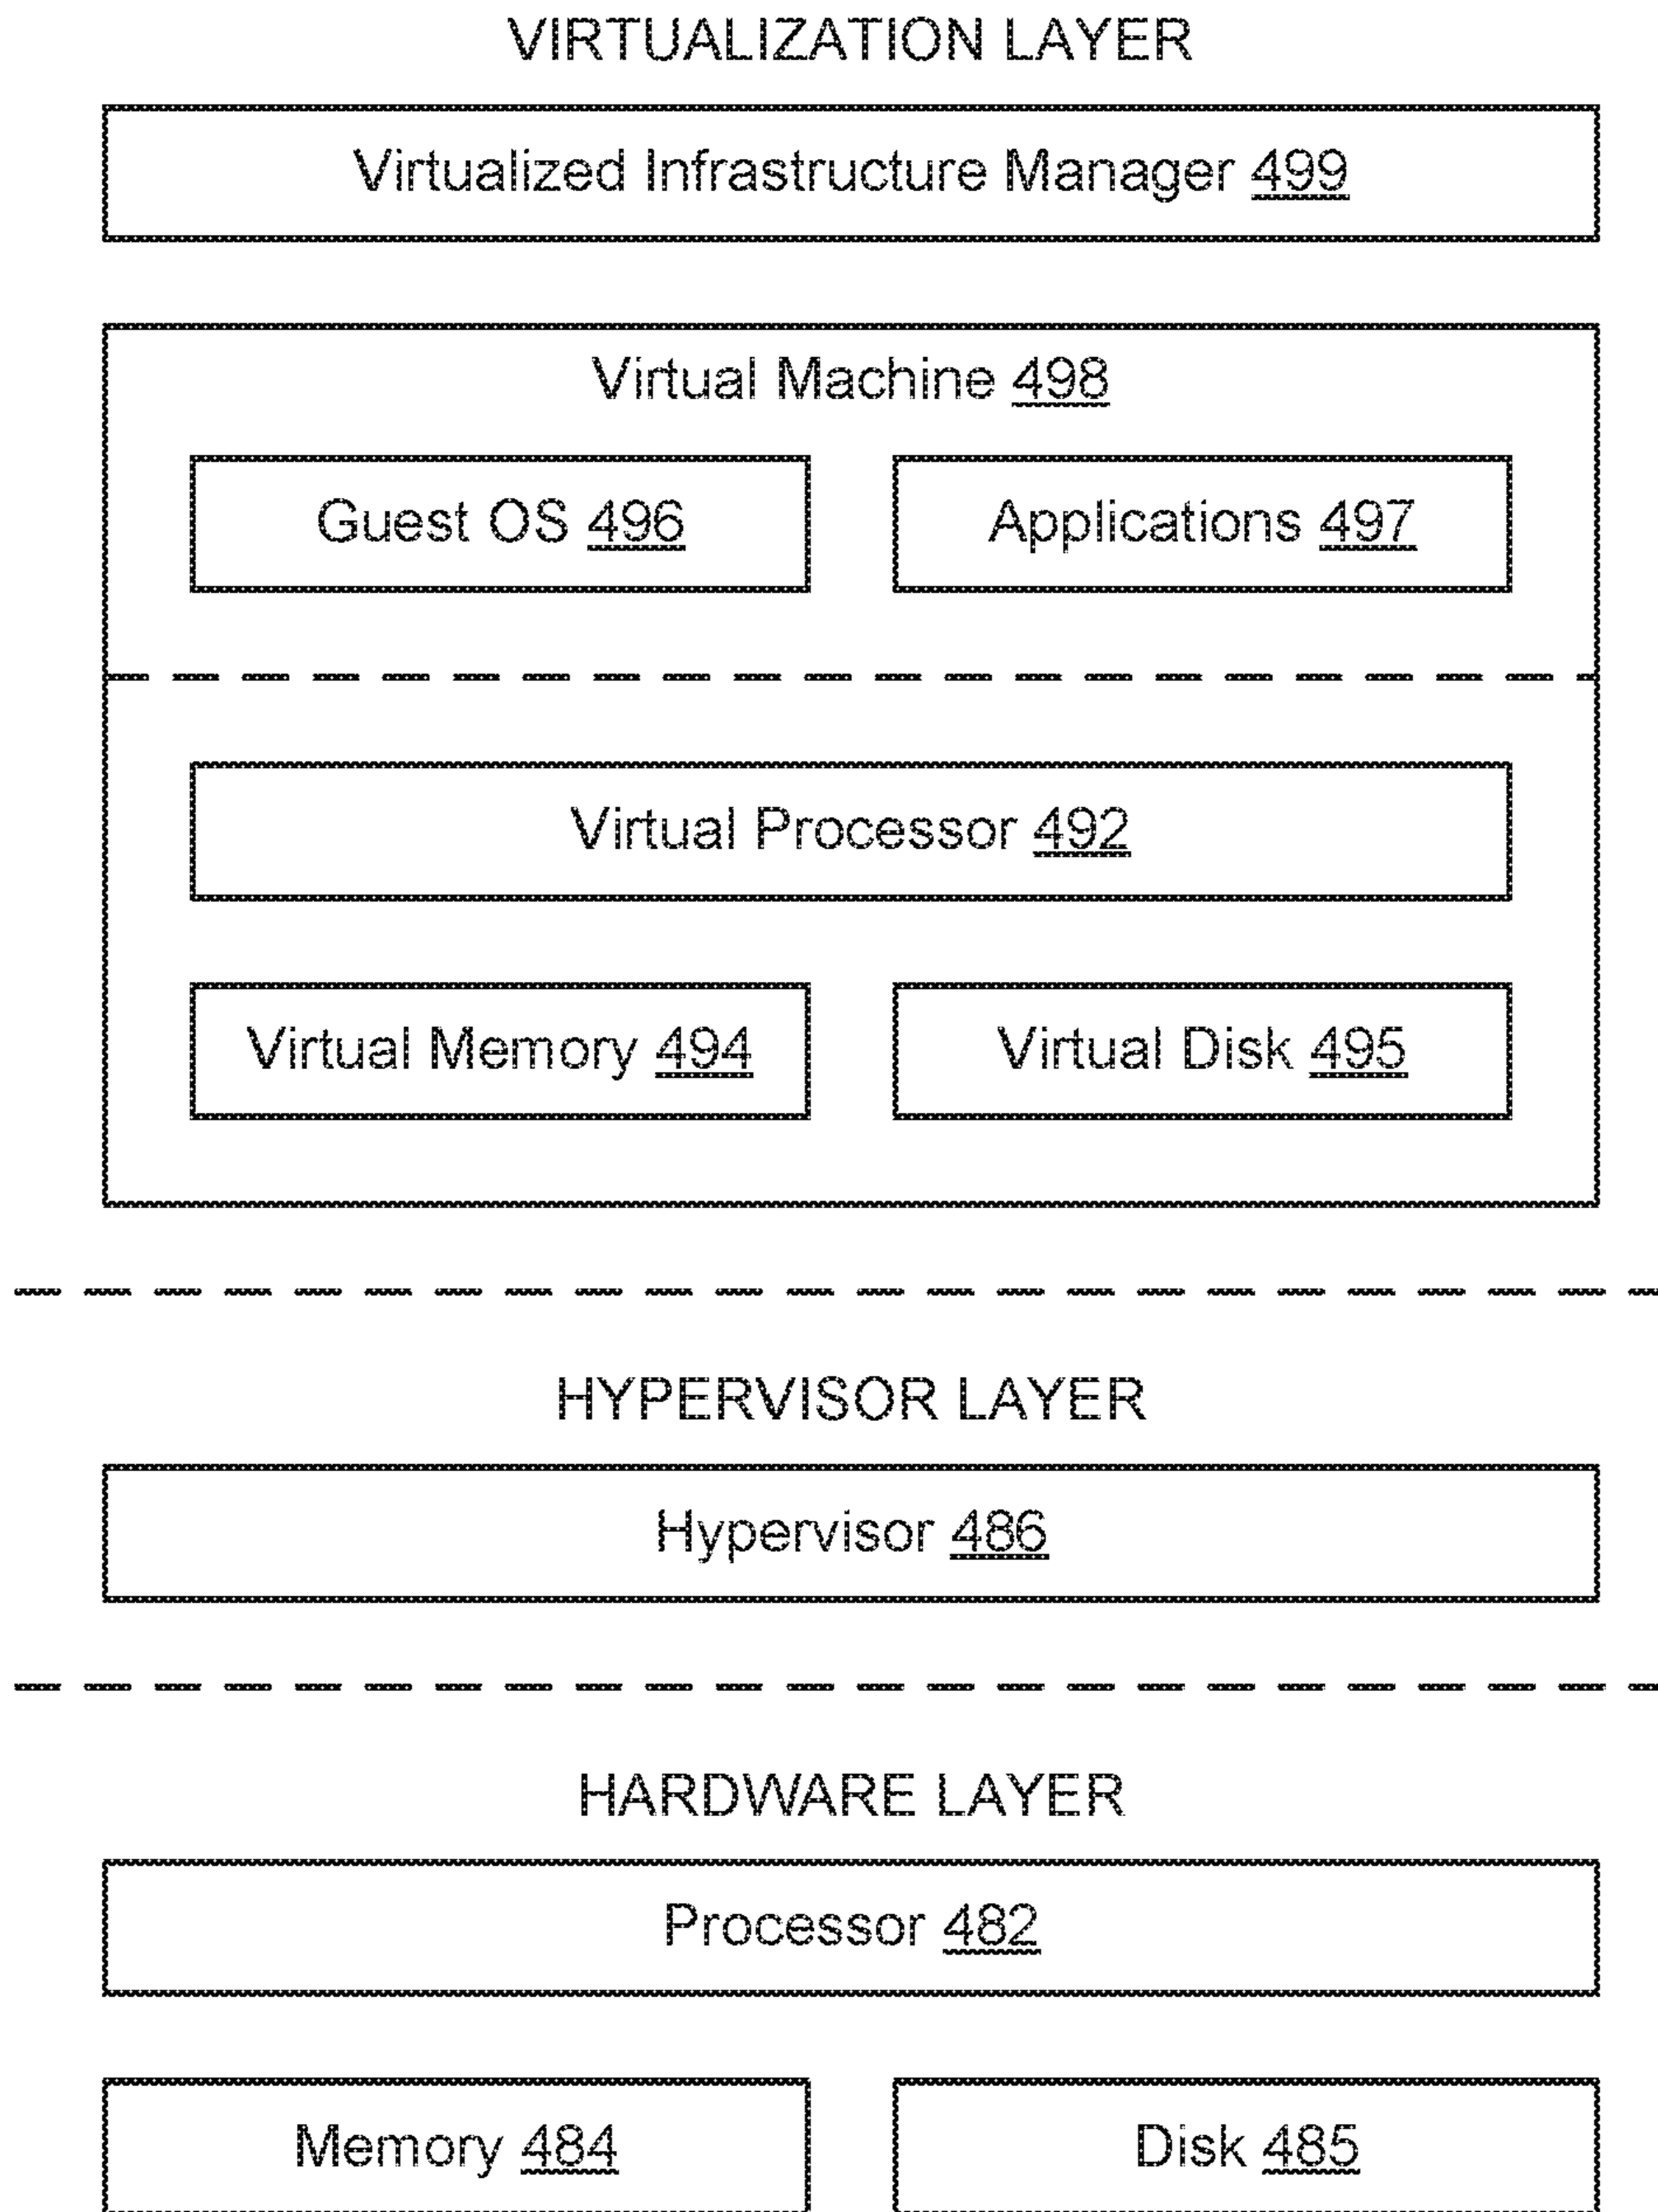 VIRTUALIZATION LAYER
Virtualized Infrastructure Manager 499
Virtual Machine 498
Guest OS 496
Applications 497
Virtual Processor 492
Virtual Memory 494
Virtual Disk 495
HYPERVISOR LAYER
Hypervisor 486
HARDWARE LAYER
Processor 482
Memory 484
Disk 485